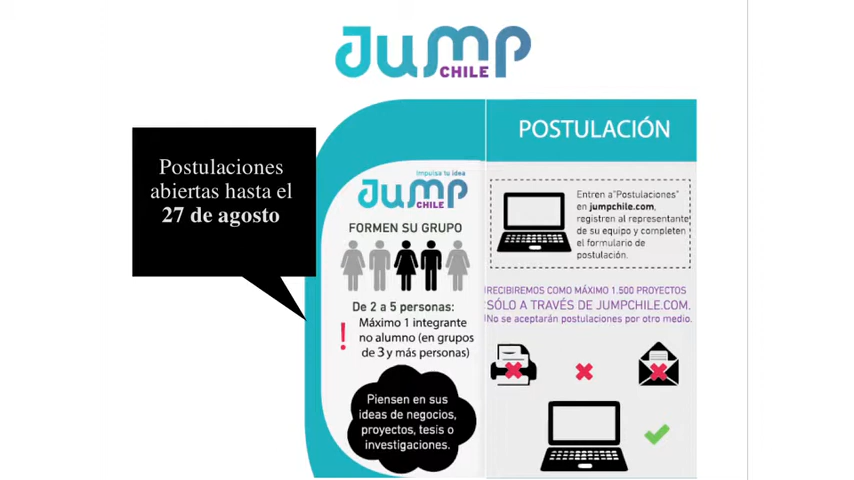 Jump
CHILE
Postulaciones
abiertas hasta el
27 de agosto
impulsa tu idea
Jump
CHILE
FORMEN SU GRUPO
De 2 a 5 personas:
! Máximo 1 integrante
no alumno (en grupos
de 3 y más personas)
Piensen en sus
ideas de negocios,
proyectos, tesis o
investigaciones.
POSTULACIÓN
Entren a"Postulaciones"
en jumpchile.com,
registren al representante
de su equipo y completen
el formulario de
postulación.
¡RECIBIREMOS COMO MÁXIMO 1.500 PROYECTOS
SÓLO A TRAVÉS DE JUMPCHILE.COM.
No se aceptarán postulaciones por otro medio.